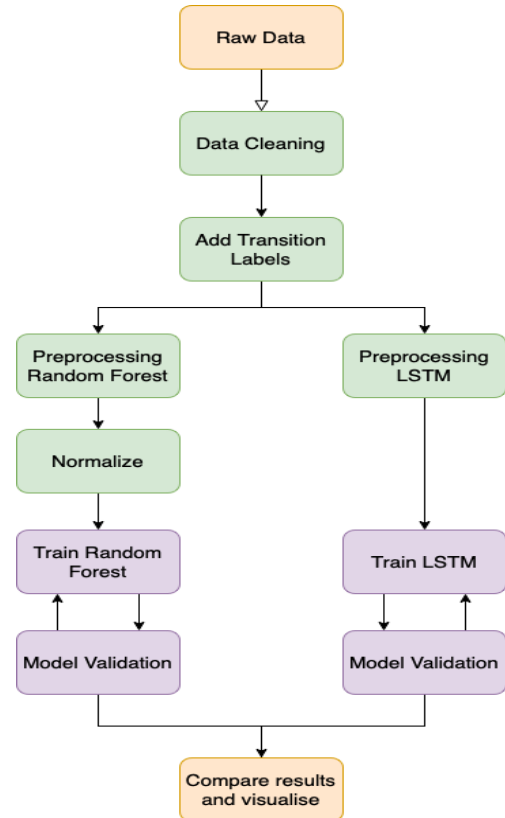 Raw Data
Data Cleaning
Add Transition
Labels
Preprocessing
Random Forest
Preprocessing
LSTM
Normalize
Train Random
Forest
Train LSTM
Model Validation
Model Validation
Compare results
and visualise